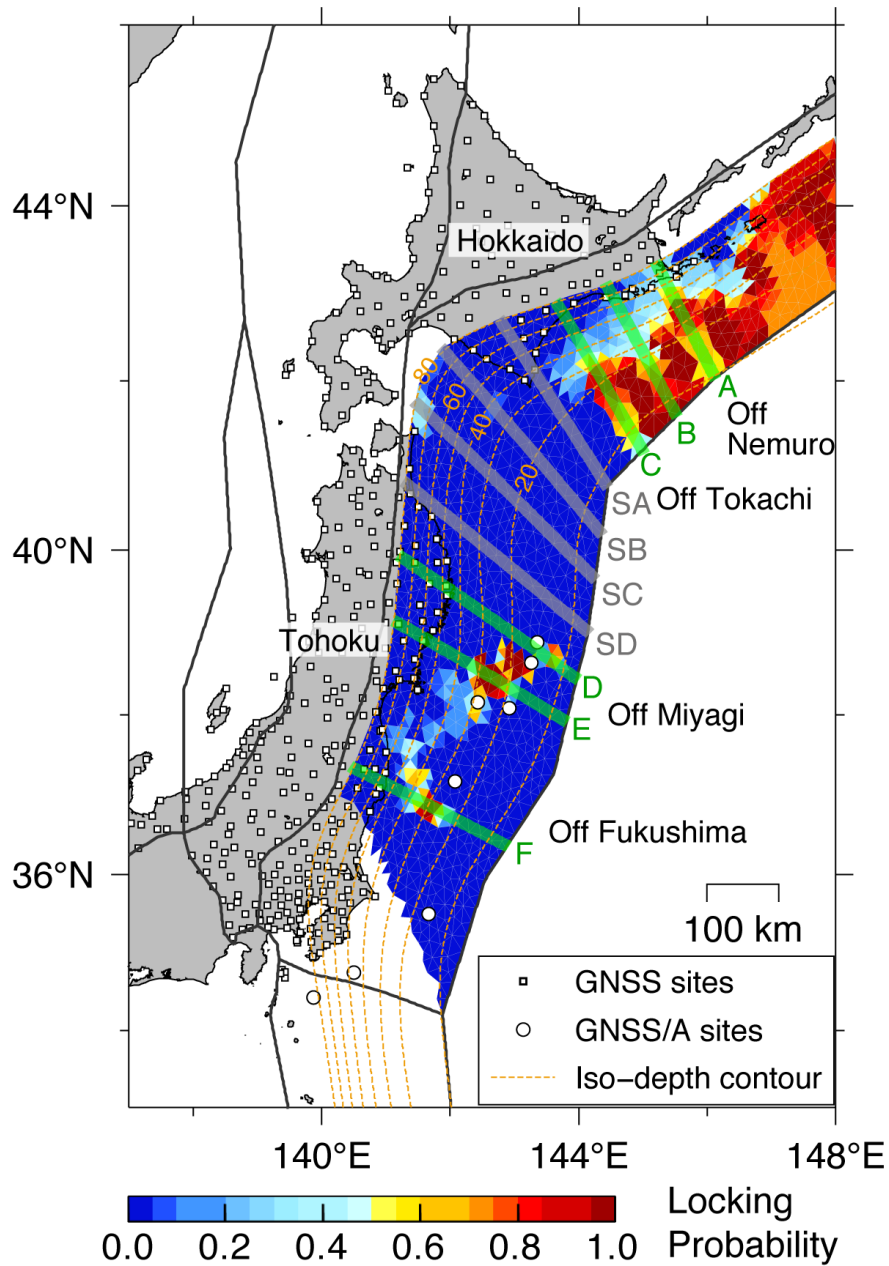 44°N
Hokkaido
80
60
40
20
A
Off
Nemuro
B
C
SA
Off Tokachi
40°N
SB
SC
SD
Tohoku
D
Off Miyagi
E
Off Fukushima
F
36°N
100 km
GNSS sites
GNSS/A sites
Iso−depth contour
140°E 144°E 148°E
Locking
Probability
0.0 0.2 0.4 0.6 0.8 1.0